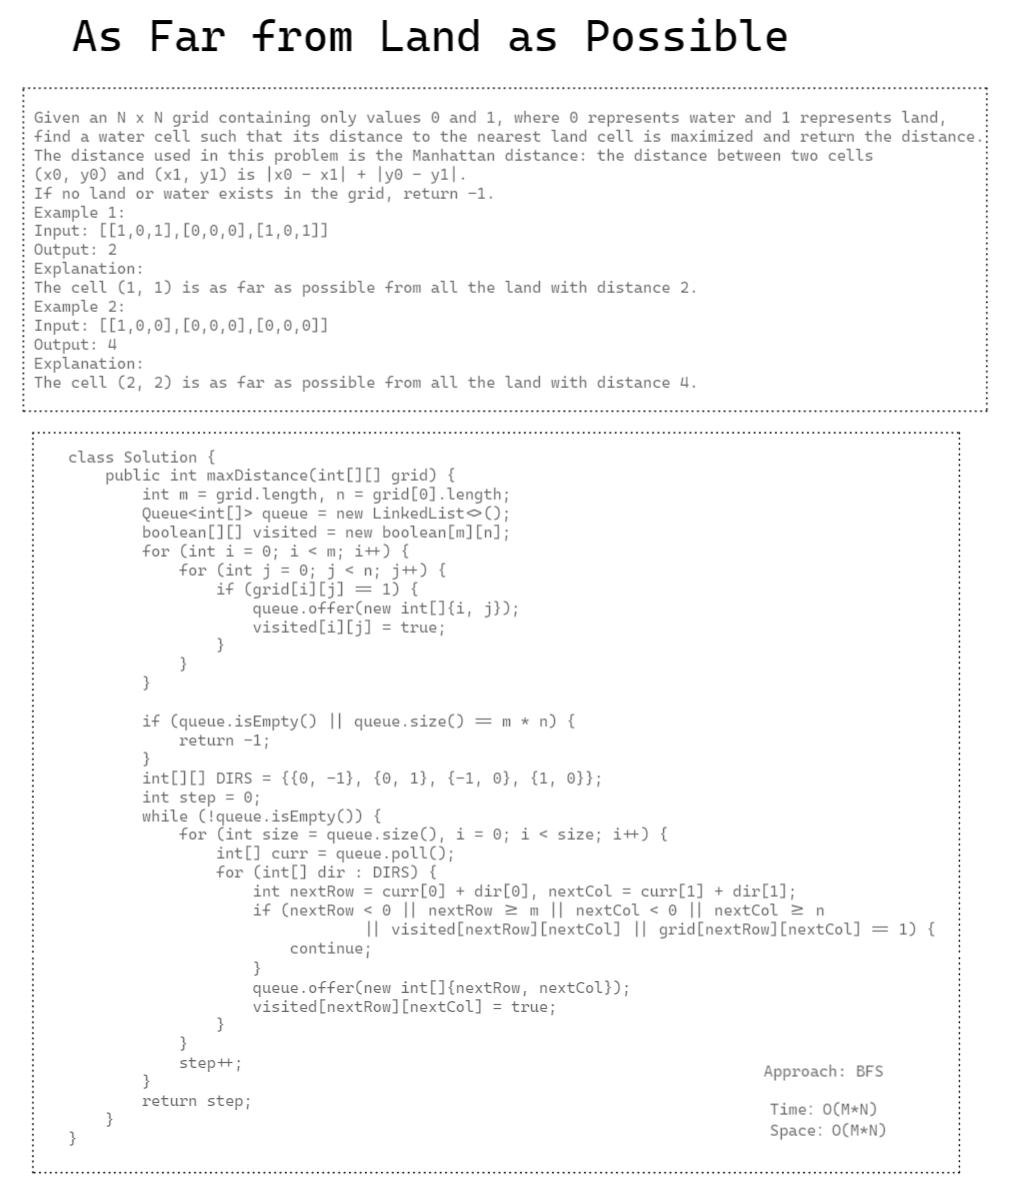 As Far from Land as Possible
Given an N x N grid containing only values 0 and 1, where 0 represents water and 1 represents land,
find a water cell such that its distance to the nearest land cell is maximized and return the distance.
The distance used in this problem is the Manhattan distance: the distance between two cells
(x0, y0) and (x1, y1) is |x0 - x1| + |y0 - y1|.
If no land or water exists in the grid, return -1.
Example 1:
Input: [[1,0,1],[0,0,0],[1,0,1]]
Output: 2
Explanation:
The cell (1, 1) is as far as possible from all the land with distance 2.
Example 2:
Input: [[1,0,0],[0,0,0],[0,0,0]]
Output: 4
Explanation:
The cell (2, 2) is as far as possible from all the land with distance 4.
class Solution {
    public int maxDistance(int[][] grid) {
        int m = grid.length, n = grid[0].length;
        Queue<int[]> queue = new LinkedList<>();
        boolean[][] visited = new boolean[m][n];
        for (int i = 0; i < m; i++) {
            for (int j = 0; j < n; j++) {
                if (grid[i][j] == 1) {
                    queue.offer(new int[]{i, j});
                    visited[i][j] = true;
                }
            }
        }
        if (queue.isEmpty() || queue.size() == m * n) {
            return -1;
        }
        int[][] DIRS = {{0, -1}, {0, 1}, {-1, 0}, {1, 0}};
        int step = 0;
        while (!queue.isEmpty()) {
            for (int size = queue.size(), i = 0; i < size; i++) {
                int[] curr = queue.poll();
                for (int[] dir : DIRS) {
                    int nextRow = curr[0] + dir[0], nextCol = curr[1] + dir[1];
                    if (nextRow < 0 || nextRow >= m || nextCol < 0 || nextCol >= n
                                || visited[nextRow][nextCol] || grid[nextRow][nextCol] == 1) {
                        continue;
                    }
                    queue.offer(new int[]{nextRow, nextCol});
                    visited[nextRow][nextCol] = true;
                }
            }
            step++;
        }
        return step;
    }
}
Approach: BFS
Time: O(M*N)
Space: O(M*N)